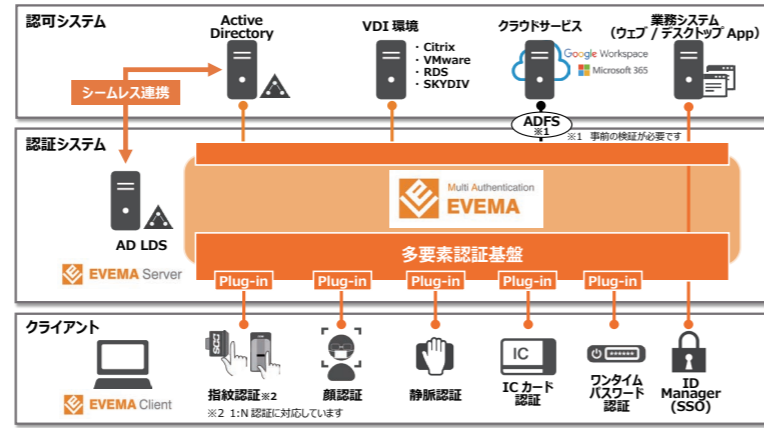 認可システム
Active
Directory
VDI 環境
・Citrix
・VMware
・RDS
・SKYDIV
クラウドサービス
Google Workspace
Microsoft 365
業務システム
(ウェブ / デスクトップ App)
シームレス連携
ADFS
※1
※1 事前の検証が必要です
認証システム
AD LDS
EVEMA Server
Multi Authentication
EVEMA
多要素認証基盤
Plug-in
Plug-in
Plug-in
Plug-in
Plug-in
クライアント
EVEMA Client
指紋認証※2
※2 1:N 認証に対応しています
顔認証
静脈認証
IC
IC カード
認証
ワンタイム
パスワード
認証
ID
Manager
(SSO)